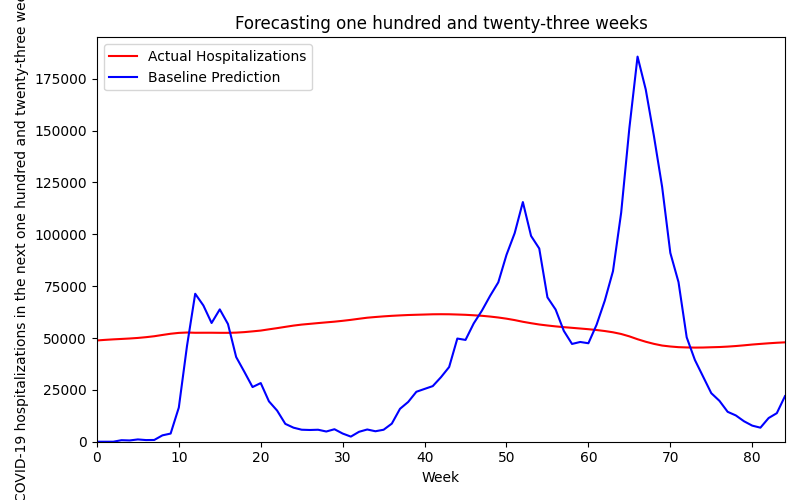 Forecasting one hundred and twenty-three weeks
Actual Hospitalizations
Baseline Prediction
175000
150000
125000
100000
75000
50000
25000
0
COVID-19 hospitalizations in the next one hundred and twenty-three
0 10 20 30 40 50 60 70 80
Week